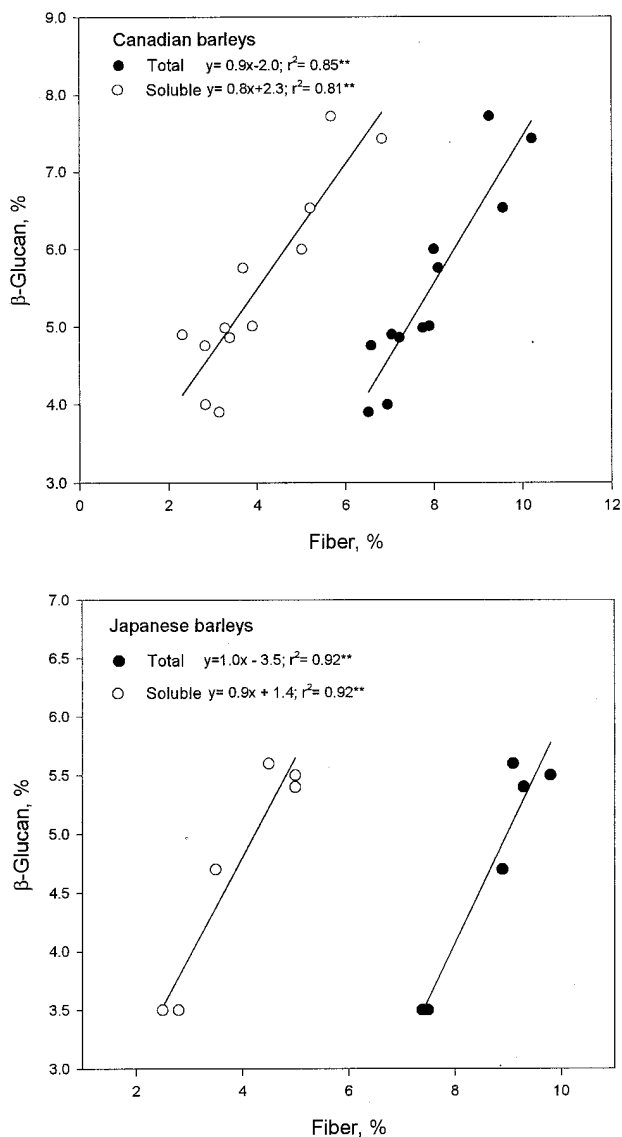 Canadian barleys
● Total y= 0.9x-2.0; r²= 0.85**
○ Soluble y= 0.8x+2.3; r²= 0.81**
9.0
8.0
7.0
6.0
5.0
4.0
3.0
β-Glucan, %
0 2 4 6 8 10 12
Fiber, %
Japanese barleys
● Total y=1.0x - 3.5; r²= 0.92**
○ Soluble y= 0.9x + 1.4; r²= 0.92**
7.0
6.5
6.0
5.5
5.0
4.5
4.0
3.5
3.0
β-Glucan, %
2 4 6 8 10
Fiber, %